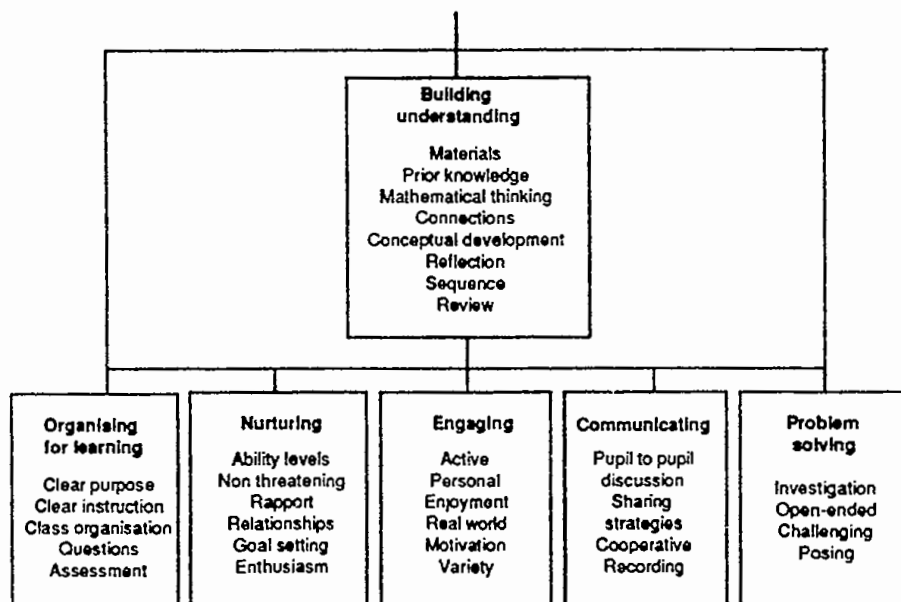 Building
understanding
Materials
Prior knowledge
Mathematical thinking
Connections
Conceptual development
Reflection
Sequence
Review
Organising
for learning
Clear purpose
Clear instruction
Class organisation
Questions
Assessment
Nurturing
Ability levels
Non threatening
Rapport
Relationships
Goal setting
Enthusiasm
Engaging
Active
Personal
Enjoyment
Real world
Motivation
Variety
Communicating
Pupil to pupil
discussion
Sharing
strategies
Cooperative
Recording
Problem
solving
Investigation
Open-ended
Challenging
Posing